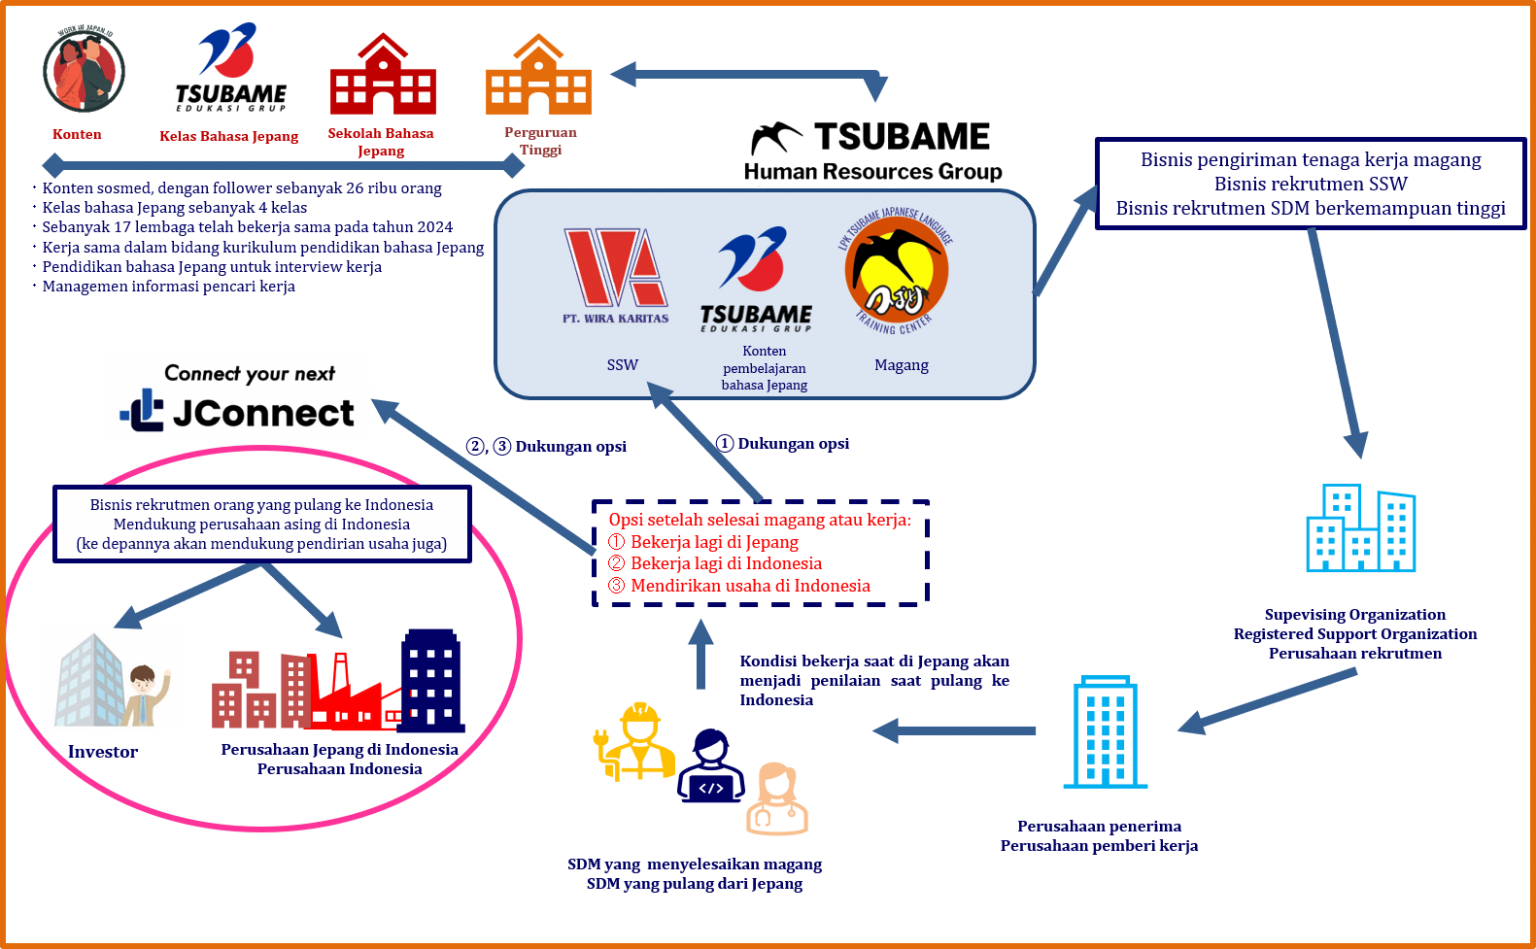 WORK IN JAPAN.ID
Konten
TSUBAME
EDUKASI GRUP
Kelas Bahasa Jepang
Sekolah Bahasa
Jepang
Perguruan
Tinggi
・Konten sosmed, dengan follower sebanyak 26 ribu orang
・Kelas bahasa Jepang sebanyak 4 kelas
・Sebanyak 17 lembaga telah bekerja sama pada tahun 2024
・Kerja sama dalam bidang kurikulum pendidikan bahasa Jepang
・Pendidikan bahasa Jepang untuk interview kerja
・Managemen informasi pencari kerja
TSUBAME
Human Resources Group
PT. WIRA KARITAS
SSW
TSUBAME
EDUKASI GRUP
Konten
pembelajaran
bahasa Jepang
LPK TSUBAME JAPANESE LANGUAGE
TRAINING CENTER
Magang
Bisnis pengiriman tenaga kerja magang
Bisnis rekrutmen SSW
Bisnis rekrutmen SDM berkemampuan tinggi
Connect your next
JConnect
②, ③ Dukungan opsi
① Dukungan opsi
Bisnis rekrutmen orang yang pulang ke Indonesia
Mendukung perusahaan asing di Indonesia
(ke depannya akan mendukung pendirian usaha juga)
Opsi setelah selesai magang atau kerja:
① Bekerja lagi di Jepang
② Bekerja lagi di Indonesia
③ Mendirikan usaha di Indonesia
Supevising Organization
Registered Support Organization
Perusahaan rekrutmen
Kondisi bekerja saat di Jepang akan
menjadi penilaian saat pulang ke
Indonesia
Investor
Perusahaan Jepang di Indonesia
Perusahaan Indonesia
</>
Perusahaan penerima
Perusahaan pemberi kerja
SDM yang menyelesaikan magang
SDM yang pulang dari Jepang